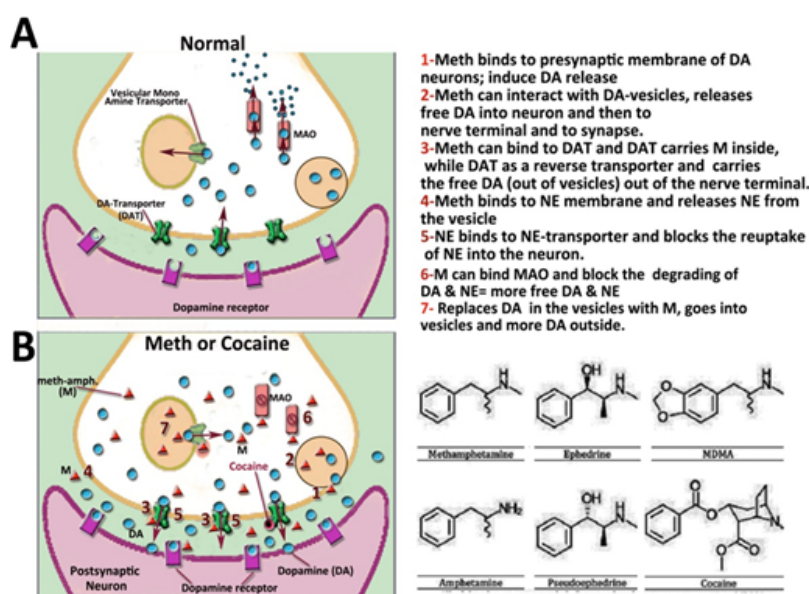 A
Normal
Vesicular Mono
Amine Transporter
MAO
DA-Transporter
(DAT)
Dopamine receptor
1-Meth binds to presynaptic membrane of DA
neurons; induce DA release
2-Meth can interact with DA-vesicles, releases
free DA into neuron and then to
nerve terminal and to synapse.
3-Meth can bind to DAT and DAT carries M inside,
while DAT as a reverse transporter and carries
the free DA (out of vesicles) out of the nerve terminal.
4-Meth binds to NE membrane and releases NE from
the vesicle
5-NE binds to NE-transporter and blocks the reuptake
of NE into the neuron.
6-M can bind MAO and block the degrading of
DA & NE= more free DA & NE
7- Replaces DA in the vesicles with M, goes into
vesicles and more DA outside.
B
Meth or Cocaine
meth-amph.
(M)
MAO
6
7
M
2
M 4
Cocaine
1
3 5
3 5
DA
Postsynaptic
Neuron
Dopamine (DA)
Dopamine receptor
H
N
OH
H
N
O
O
H
N
Methamphetamine
Ephedrine
MDMA
NH2
OH
H
N
O
O
N
O
O
Amphetamine
Pseudoephedrine
Cocaine